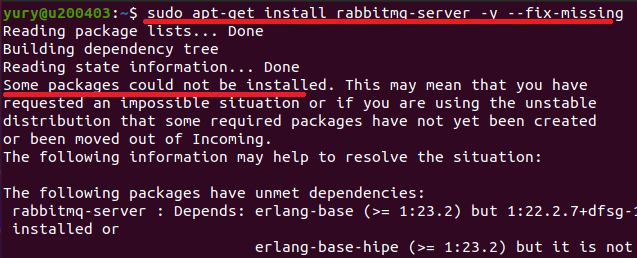 yury@u200403:~$ sudo apt-get install rabbitmq-server -y --fix-missing
Reading package lists... Done
Building dependency tree
Reading state information... Done
Some packages could not be installed. This may mean that you have
requested an impossible situation or if you are using the unstable
distribution that some required packages have not yet been created
or been moved out of Incoming.
The following information may help to resolve the situation:
The following packages have unmet dependencies:
rabbitmq-server : Depends: erlang-base (>= 1:23.2) but 1:22.2.7+dfsg-1
installed or
erlang-base-hipe (>= 1:23.2) but it is not